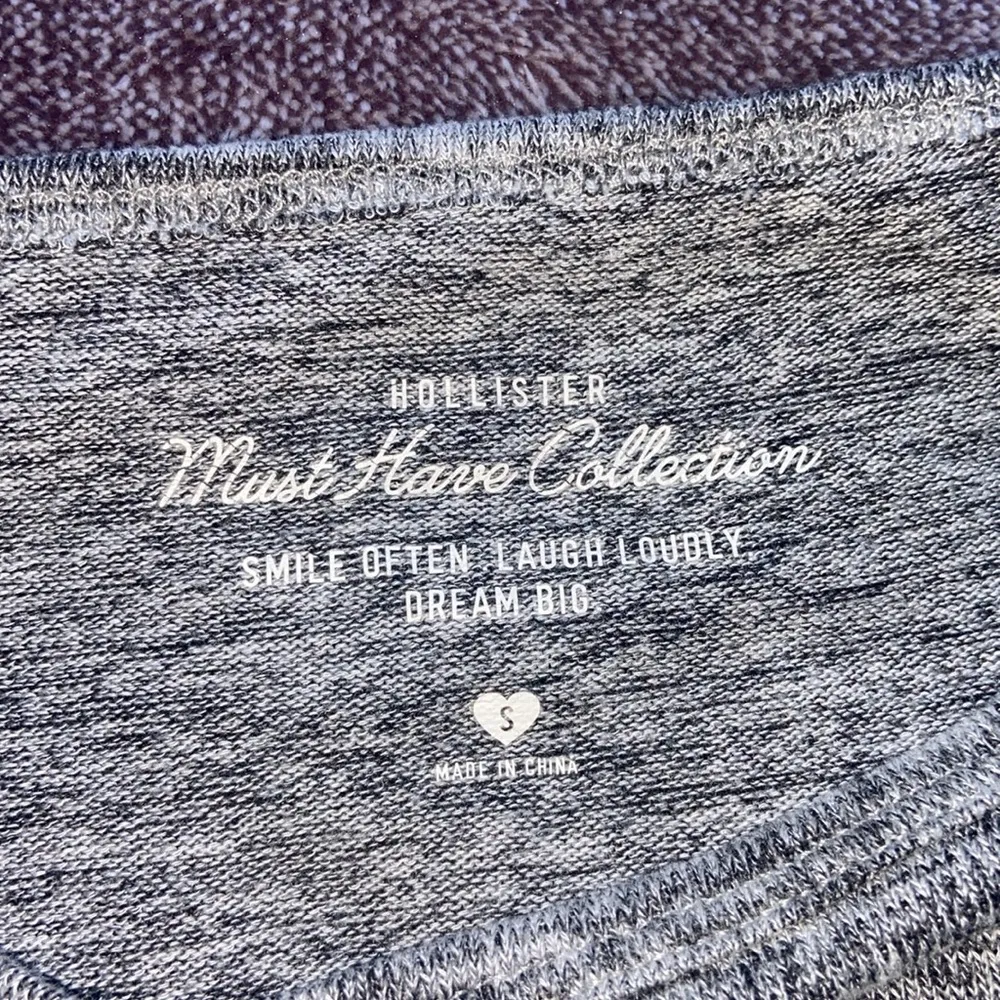 HOLLISTER
Must Have Collection
SMILE OFTEN. LAUGH LOUDLY.
DREAM BIG
S
MADE IN CHINA